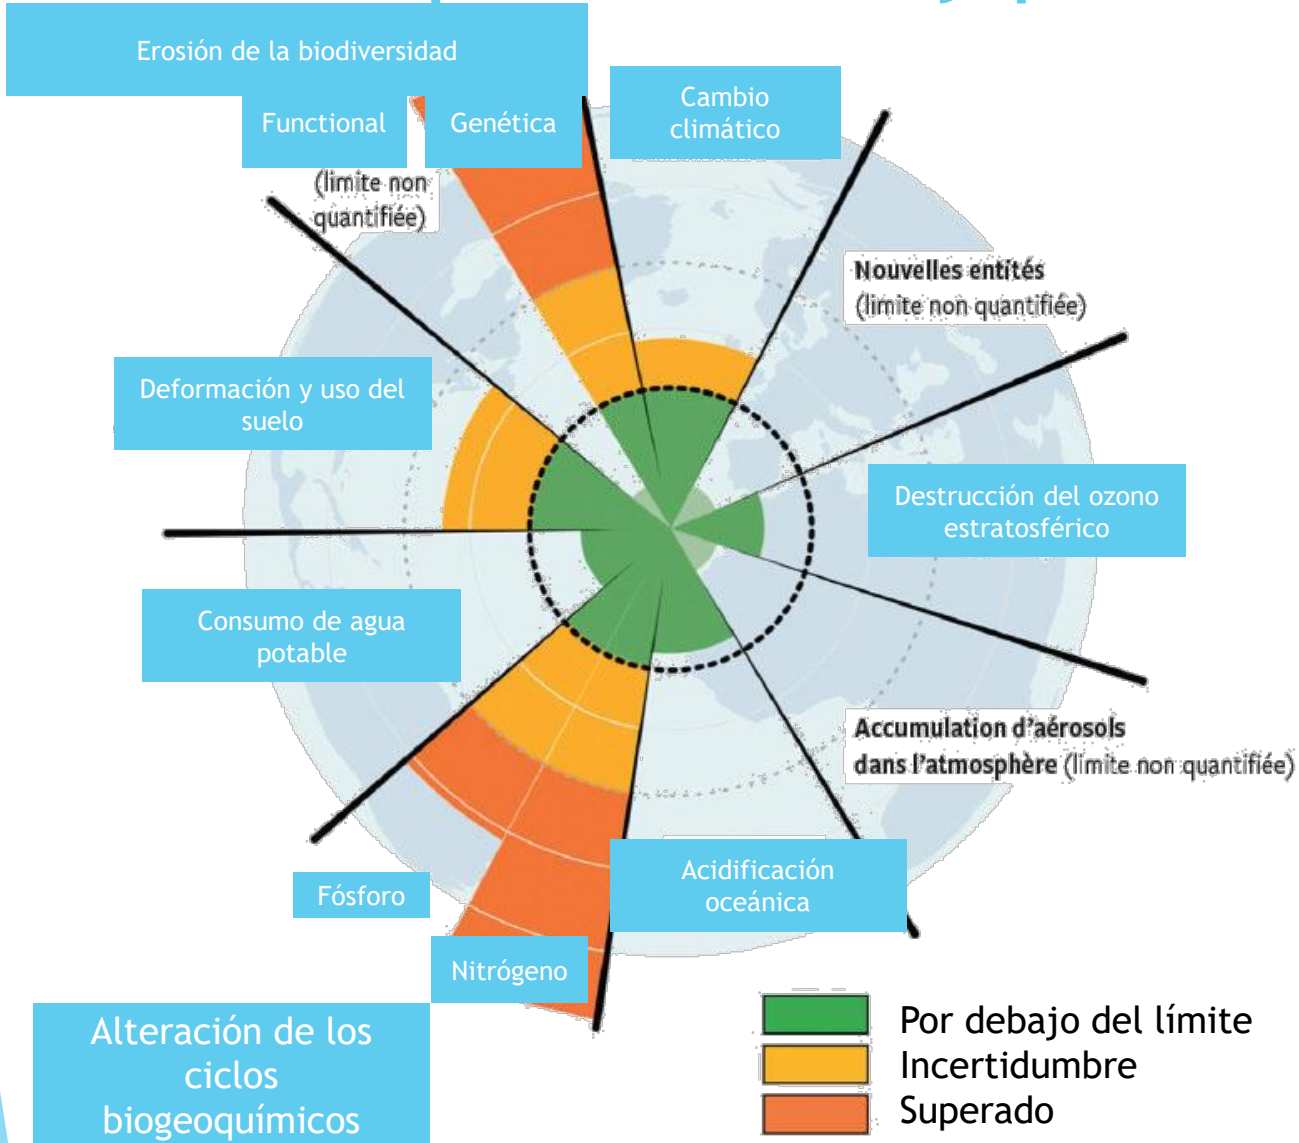 Erosión de la biodiversidad
Functional
Genética
(limite non
quantifiée)
Cambio
climático
Nouvelles entités
(limite non quantifiée)
Deformación y uso del
suelo
Destrucción del ozono
estratosférico
Consumo de agua
potable
Accumulation d'aérosols
dans l'atmosphère (limite non quantifiée)
Acidificación
oceánica
Fósforo
Nitrógeno
Alteración de los
ciclos
biogeoquímicos
Por debajo del límite
Incertidumbre
Superado